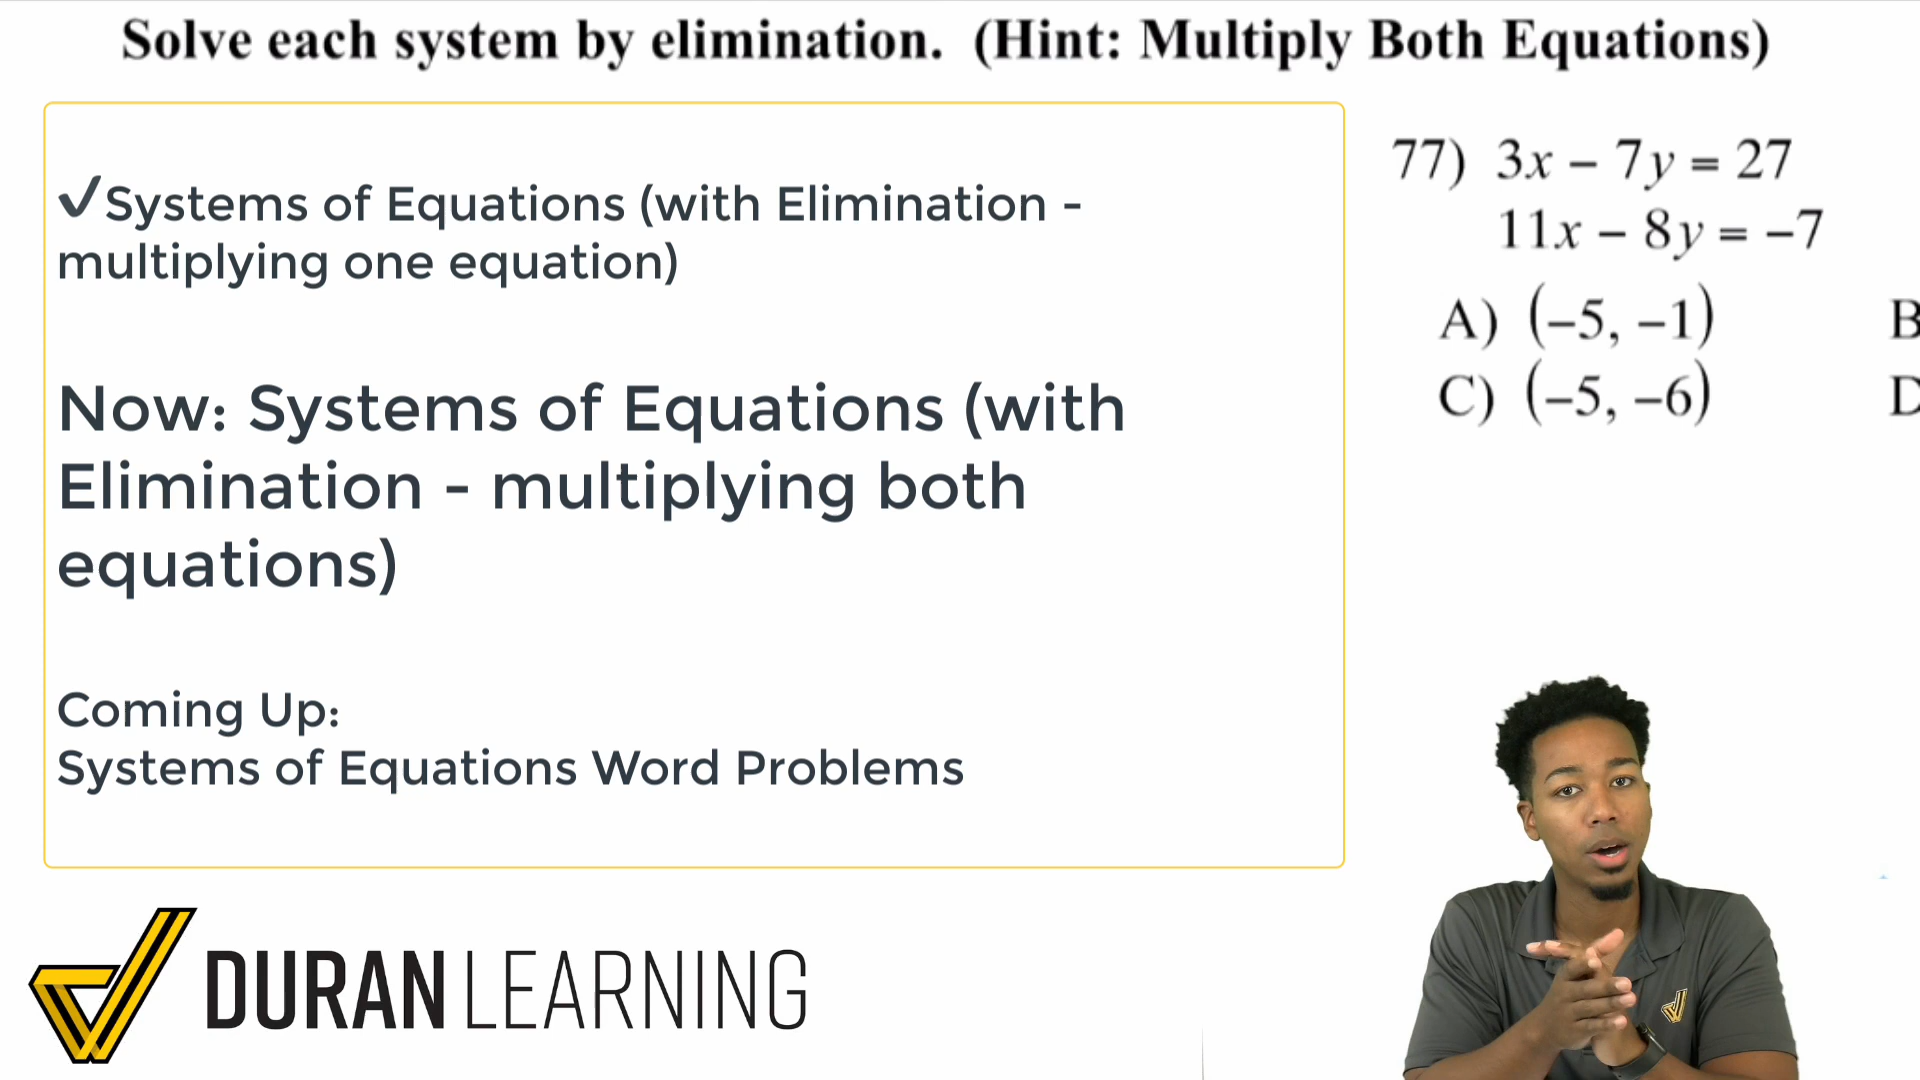 Solve each system by elimination. (Hint: Multiply Both Equations)
✓Systems of Equations (with Elimination -
multiplying one equation)
Now: Systems of Equations (with
Elimination - multiplying both
equations)
Coming Up:
Systems of Equations Word Problems
77) 3x – 7y = 27
11x – 8y = –7
A) (–5, –1)
B
C) (–5, –6)
D
DURAN LEARNING